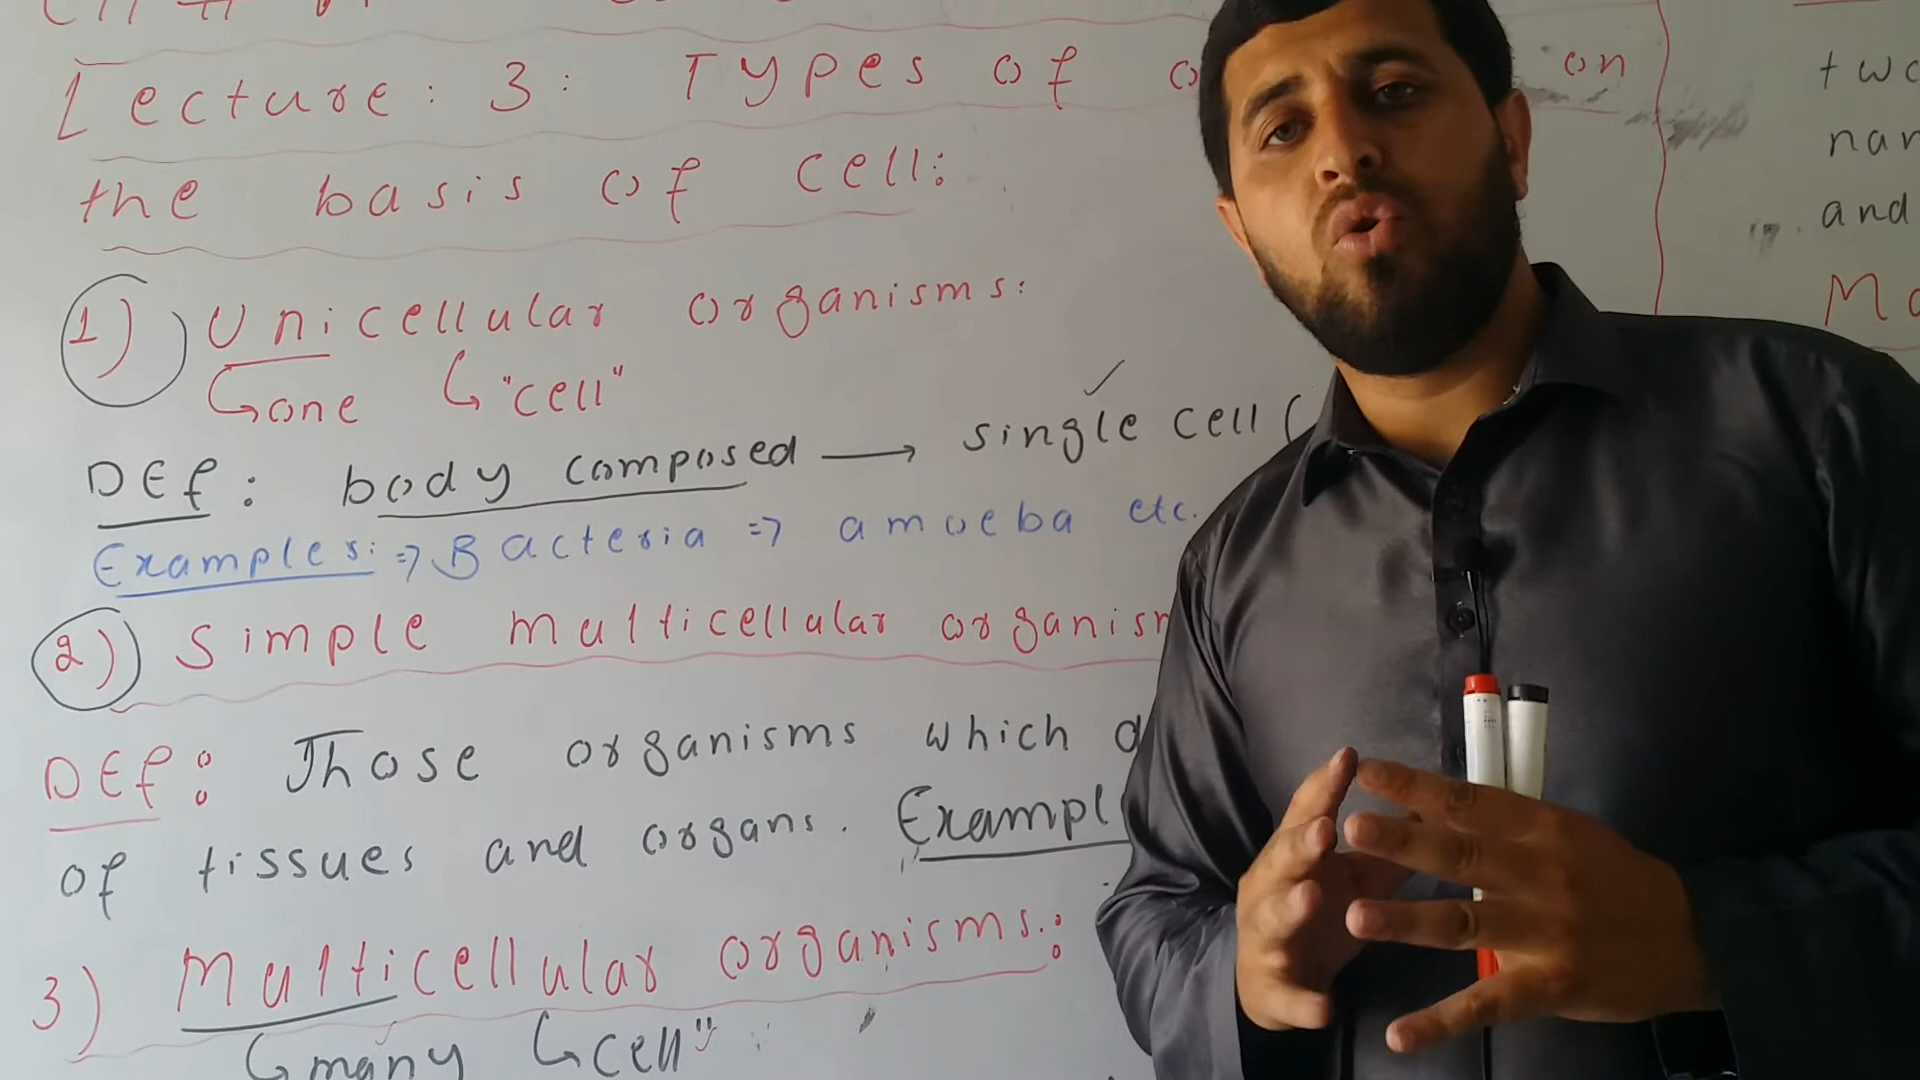 Lecture: 3: Types of on
the basis of cell:
1) Unicellular organisms:
↳ one ↳ "cell"
DEf: body composed → single cell (
Examples: => Bacteria => amoeba etc.
2) Simple multicellular organism
DEf: Those organisms which
of tissues and organs. Exampl
3) Multicellular organisms:
↳ many ↳ cell"
and